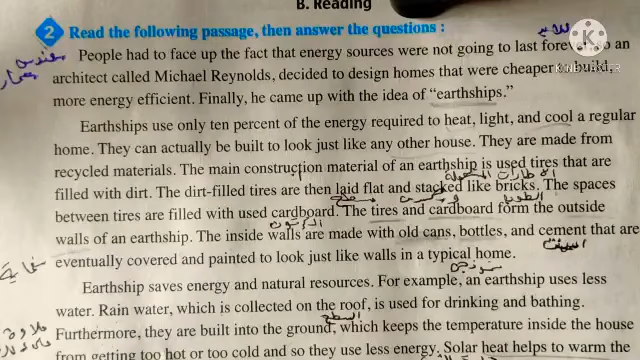 B. Reading
2 Read the following passage, then answer the questions :
للأبد
People had to face up the fact that energy sources were not going to last forever. So an
مهندس معمارى
architect called Michael Reynolds, decided to design homes that were cheaper to build,
more energy efficient. Finally, he came up with the idea of “earthships.”
Earthships use only ten percent of the energy required to heat, light, and cool a regular
home. They can actually be built to look just like any other house. They are made from
recycled materials. The main construction material of an earthship is used tires that are
filled with dirt. The dirt-filled tires are then laid flat and stacked like bricks. The spaces
between tires are filled with used cardboard. The tires and cardboard form the outside
walls of an earthship. The inside walls are made with old cans, bottles, and cement that are
eventually covered and painted to look just like walls in a typical home.
Earthship saves energy and natural resources. For example, an earthship uses less
water. Rain water, which is collected on the roof, is used for drinking and bathing.
السطح
Furthermore, they are built into the ground, which keeps the temperature inside the house
from getting too hot or too cold and so they use less energy. Solar heat helps to warm the